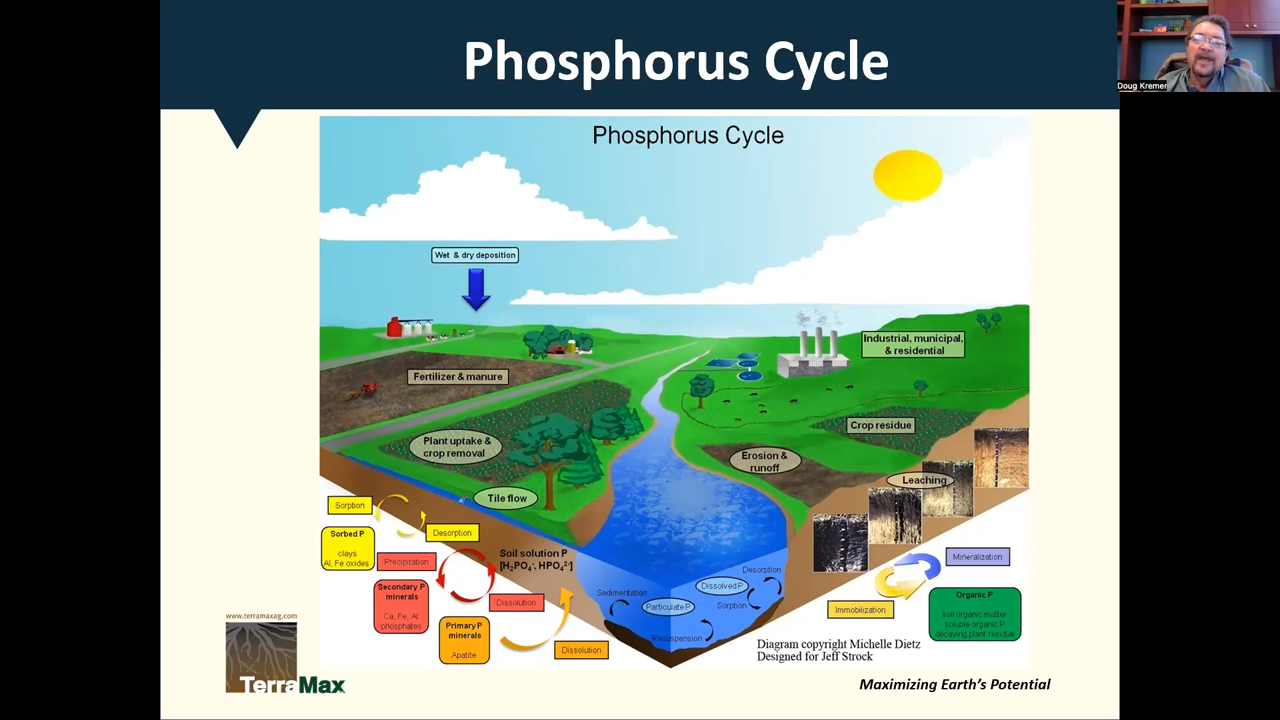 Phosphorus Cycle
Doug Kremer
Phosphorus Cycle
Wet & dry deposition
Industrial, municipal,
& residential
Fertilizer & manure
Crop residue
Plant uptake &
crop removal
Erosion &
runoff
Leaching
Tile flow
Sorption
Desorption
Sorbed P
clays
Al, Fe oxides
Precipitation
Soil solution P
[H₂PO₄⁻, HPO₄²⁻]
Secondary P
minerals
Ca, Fe, Al
phosphates
Dissolution
Primary P
minerals
Apatite
Dissolution
Desorption
Dissolved P
Sedimentation
Particulate P
Sorption
Resuspension
Mineralization
Immobilization
Organic P
soil organic matter
soluble organic P
decaying plant residue
Diagram copyright Michelle Dietz
Designed for Jeff Strock
www.terramaxag.com
TerraMax
Maximizing Earth's Potential